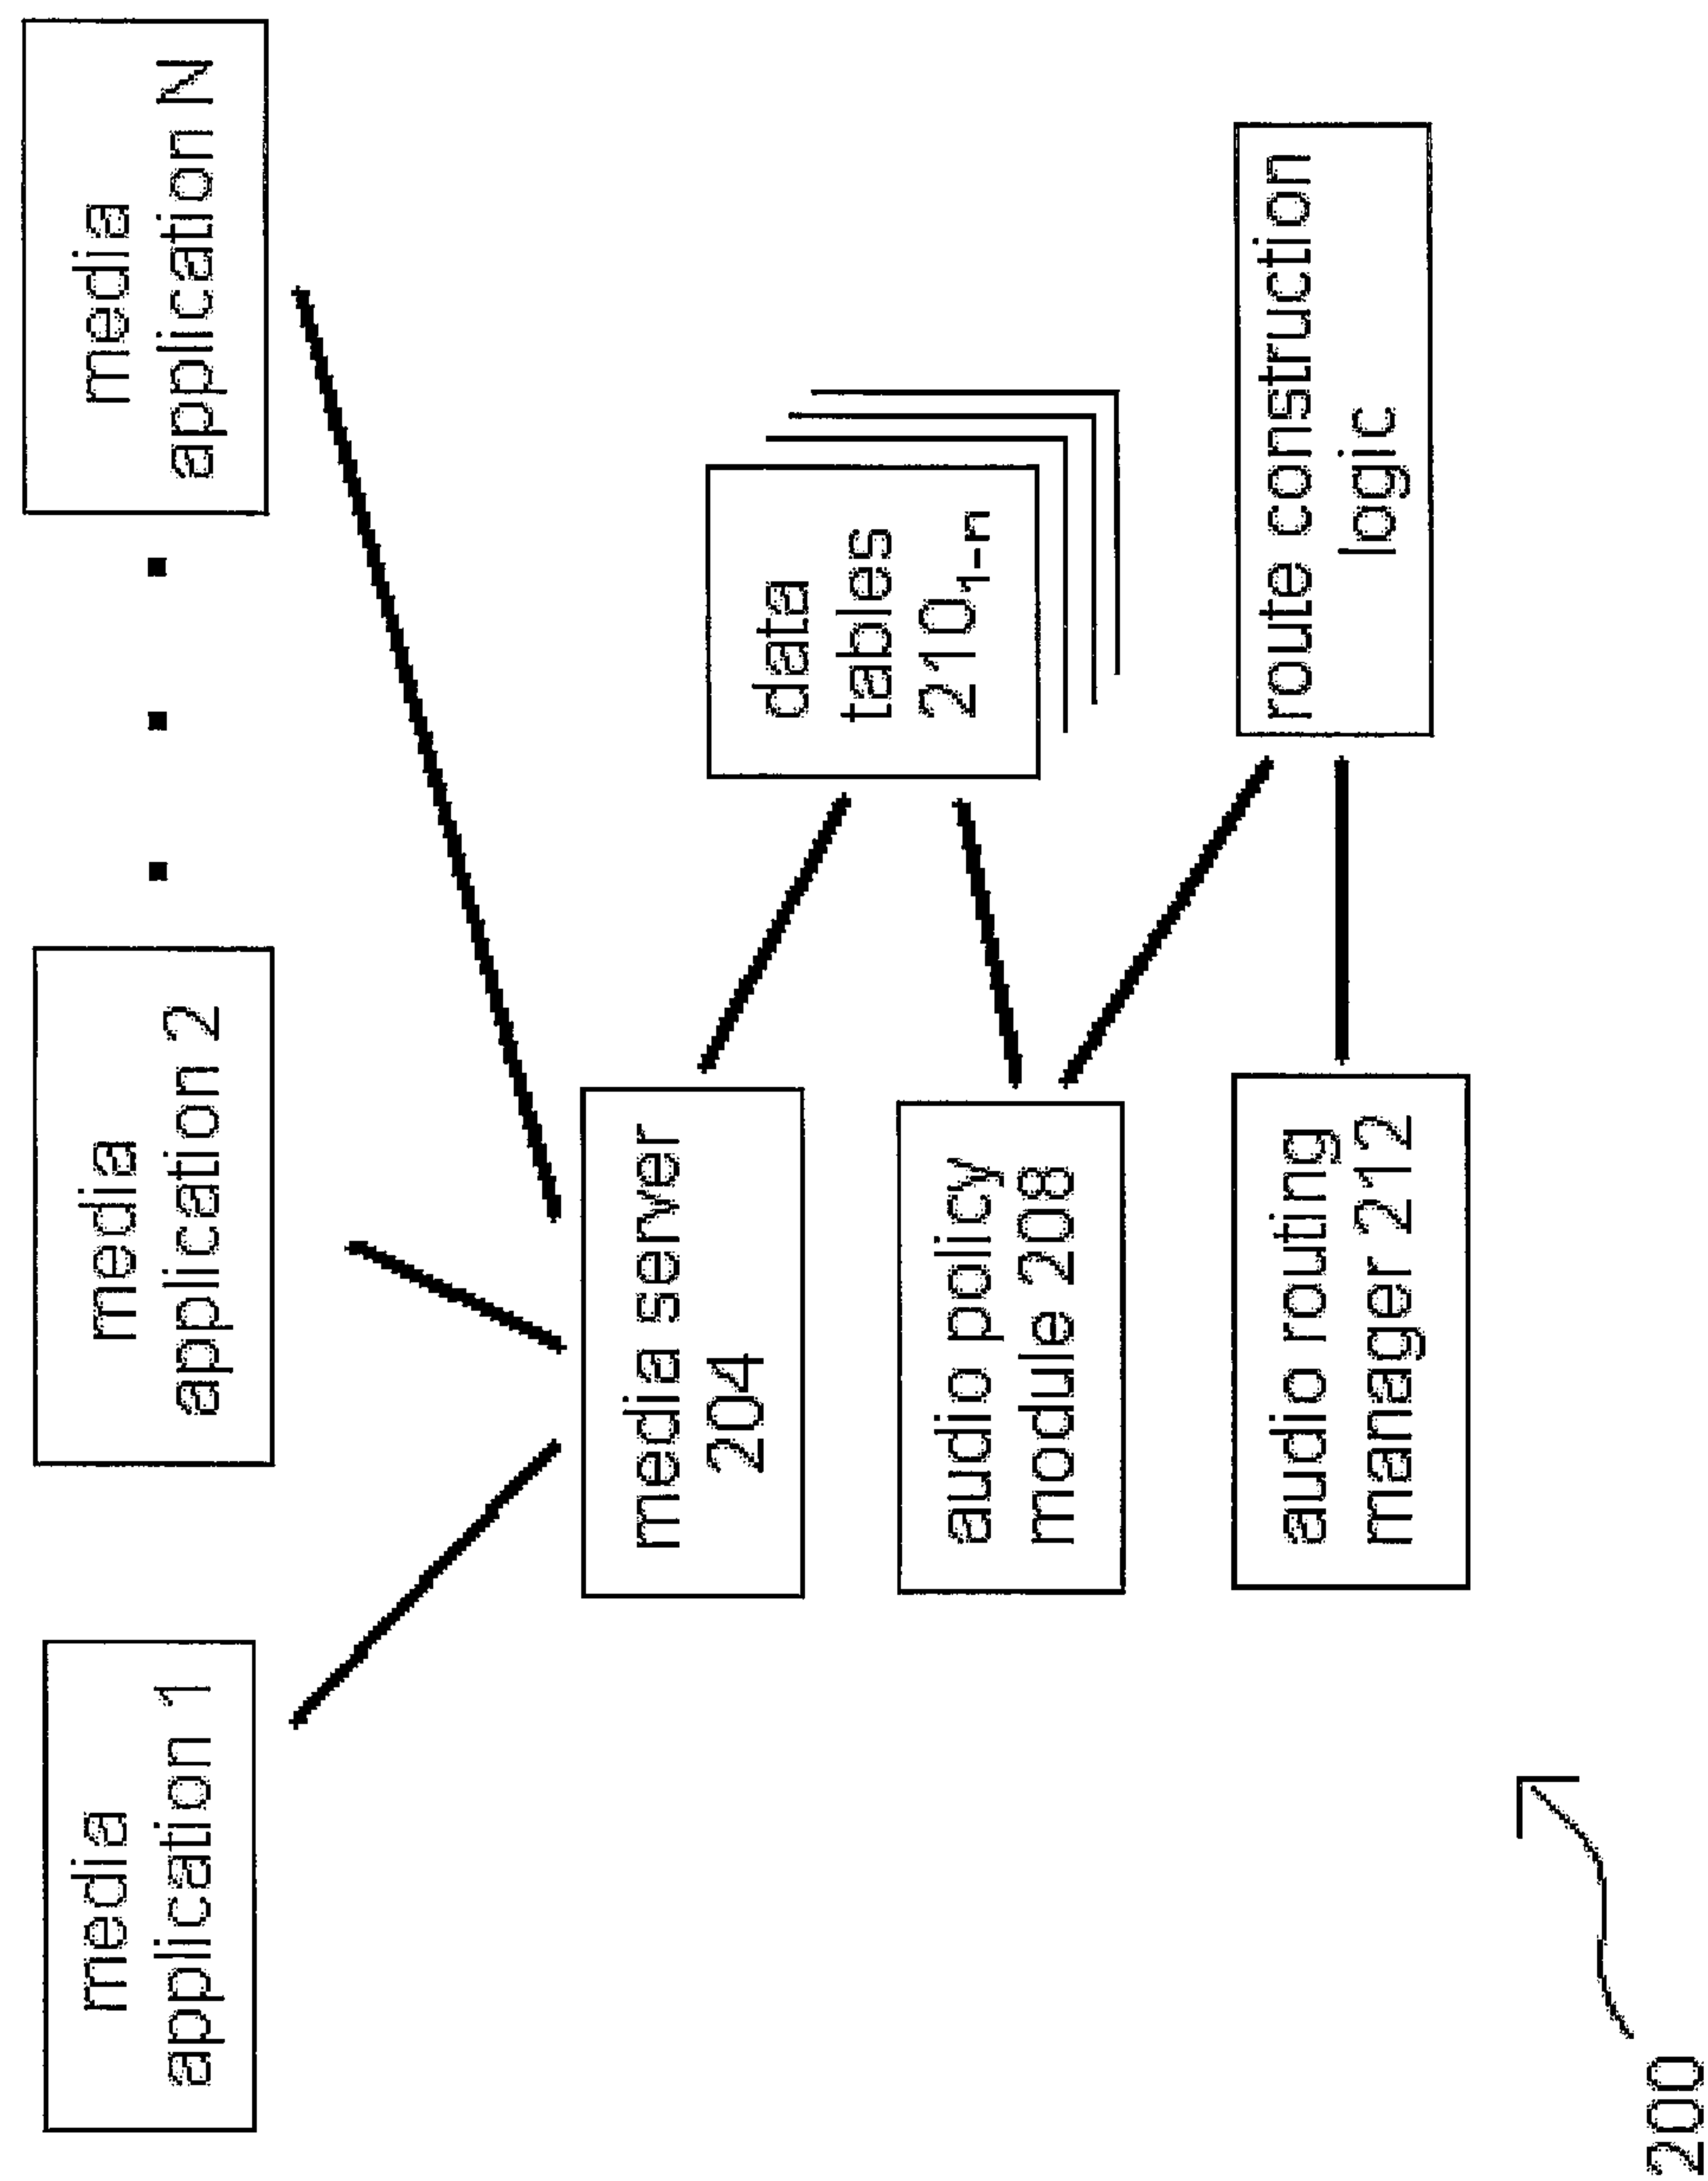 media
application 1
media
application 2
media
application N
media server
204
data
tables
210₁₋ₙ
audio policy
module 208
audio routing
manager 212
route construction
logic
200